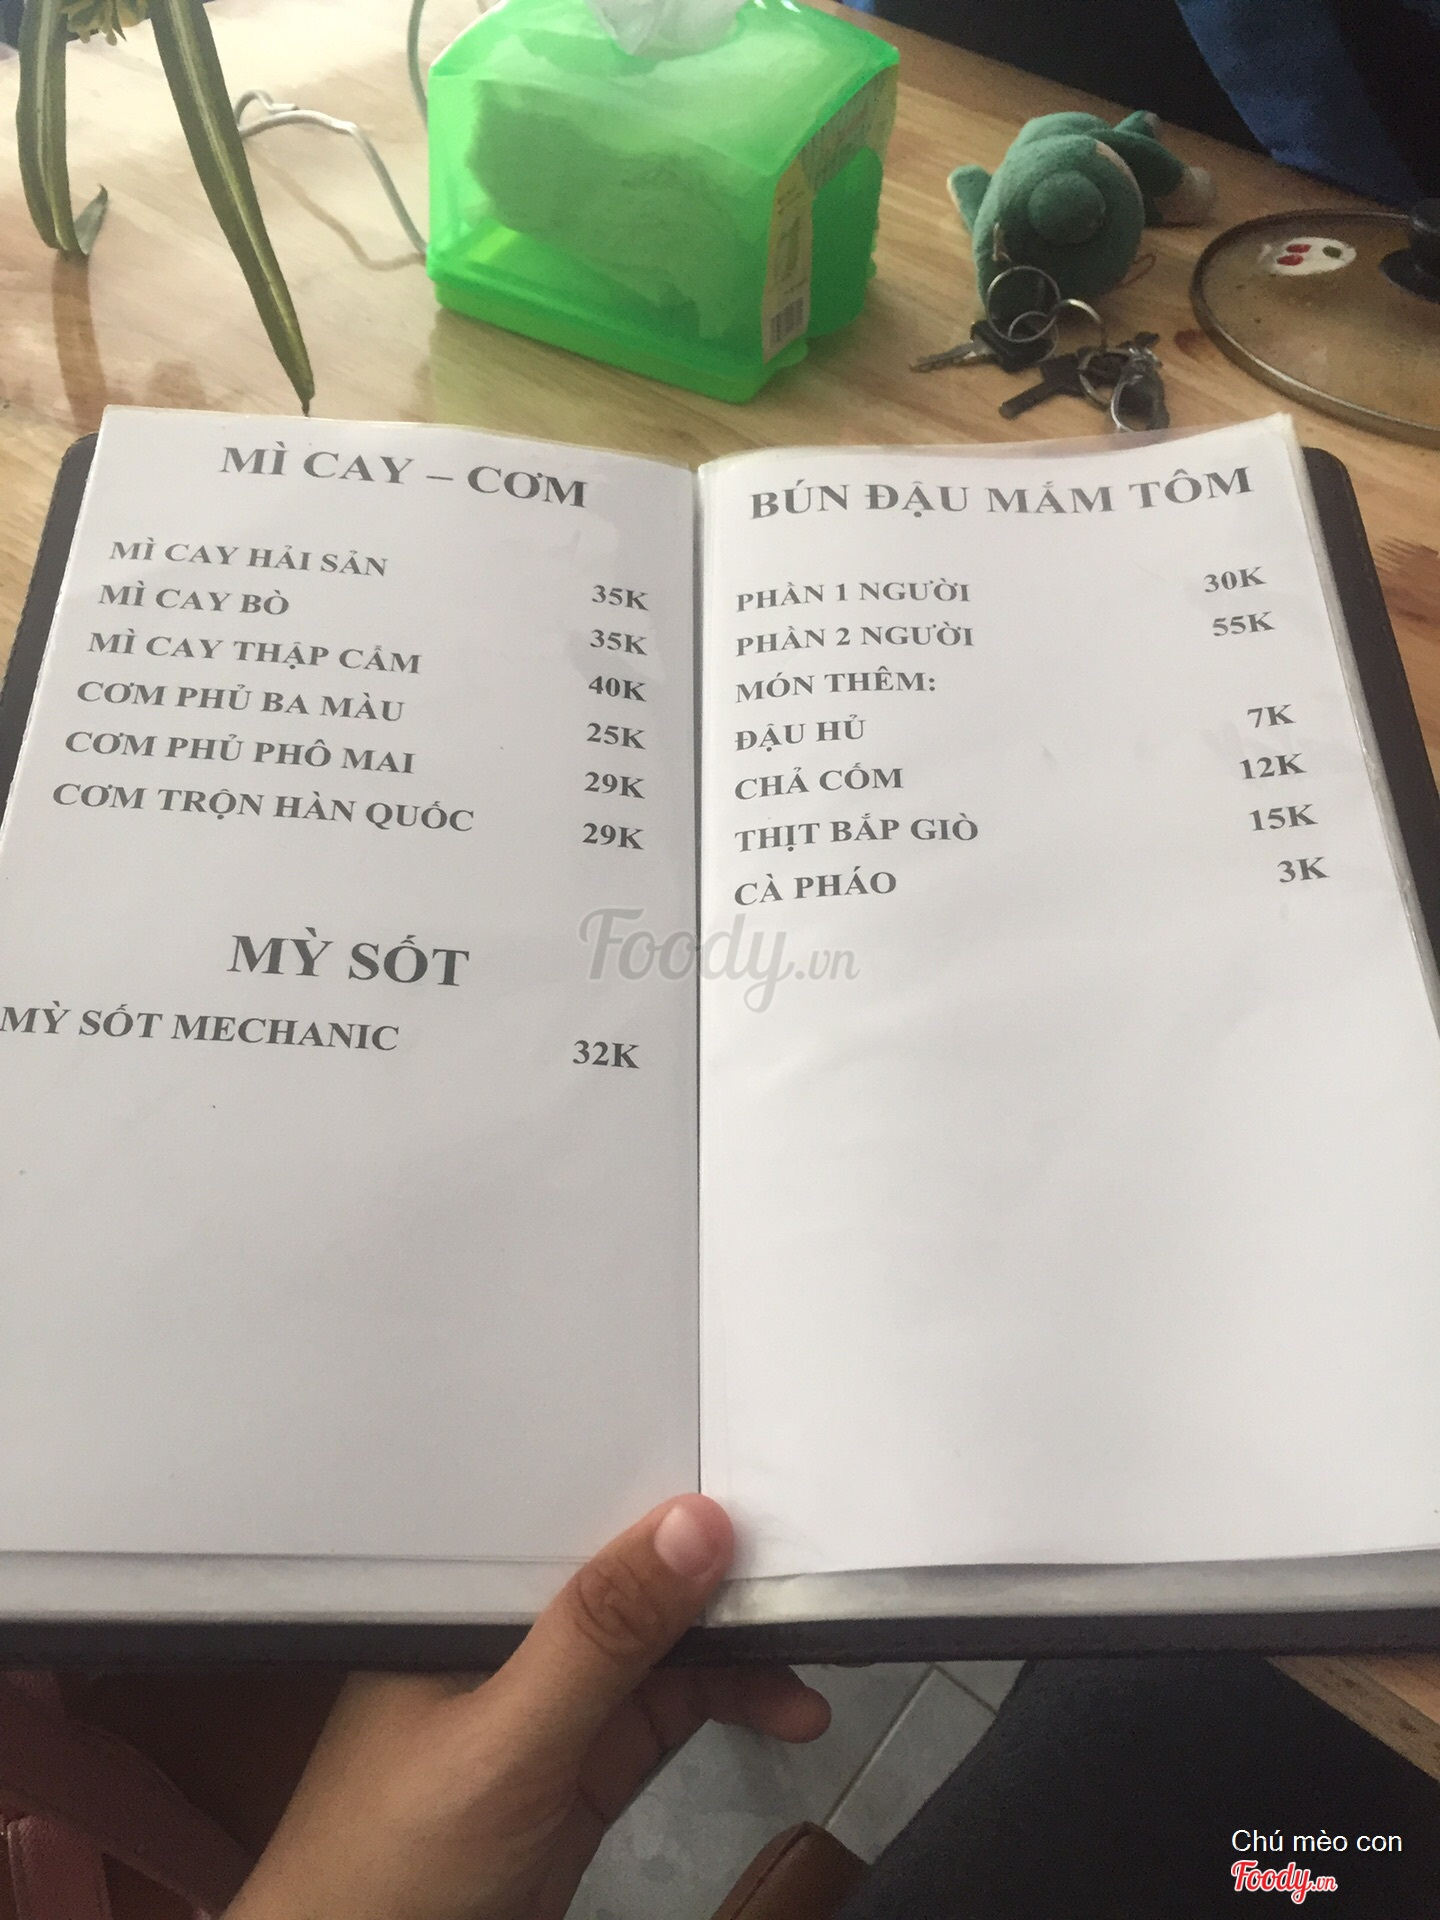 MÌ CAY – CƠM
MÌ CAY HẢI SẢN 35K
MÌ CAY BÒ 35K
MÌ CAY THẬP CẨM 40K
CƠM PHỦ BA MÀU 25K
CƠM PHỦ PHÔ MAI 29K
CƠM TRỘN HÀN QUỐC 29K
MỲ SỐT
MỲ SỐT MECHANIC 32K
BÚN ĐẬU MẮM TÔM
PHẦN 1 NGƯỜI 30K
PHẦN 2 NGƯỜI 55K
MÓN THÊM:
ĐẬU HỦ 7K
CHẢ CỐM 12K
THỊT BẮP GIÒ 15K
CÀ PHÁO 3K
Foody.vn
Chú mèo con
Foody.vn